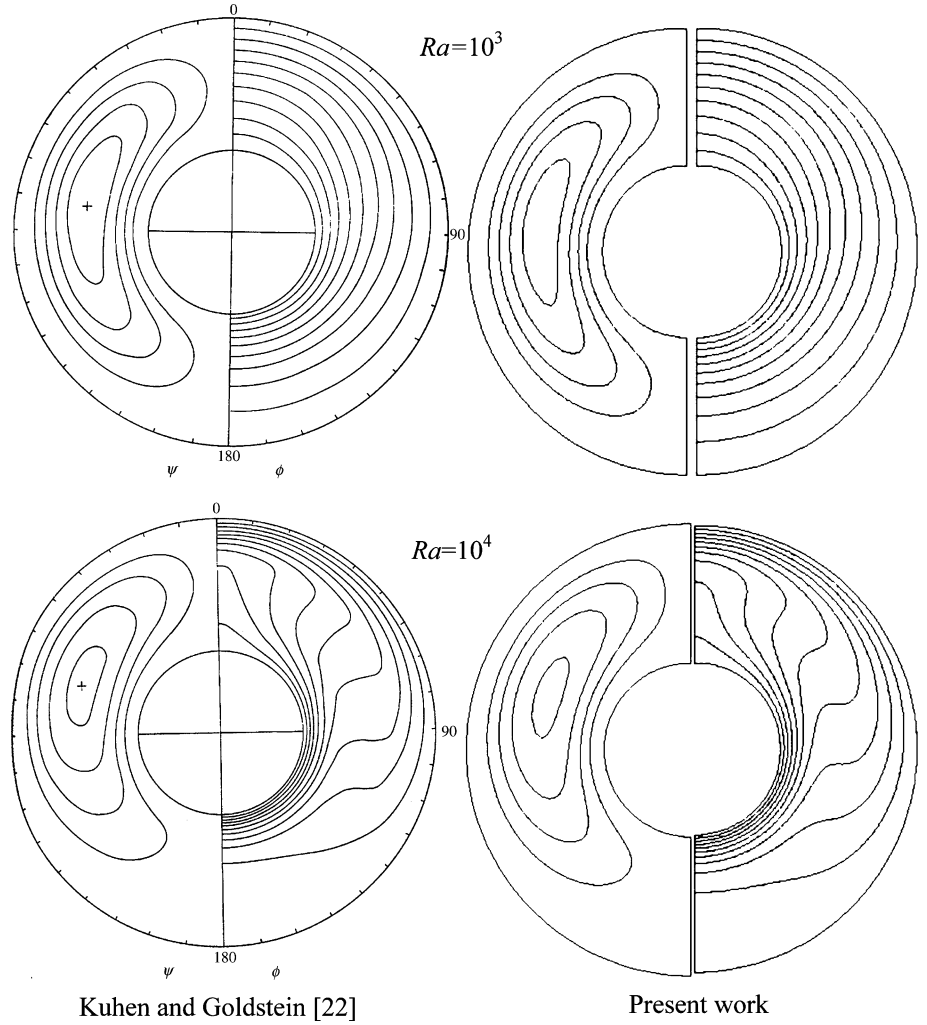 0
Ra=10³
90
180
ψ ϕ
0
Ra=10⁴
90
180
ψ ϕ
Kuhen and Goldstein [22]
Present work